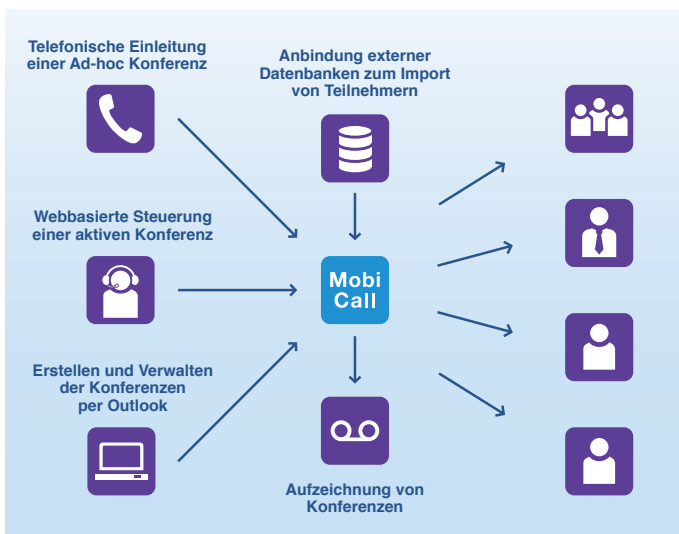 Telefonische Einleitung
einer Ad-hoc Konferenz
Anbindung externer
Datenbanken zum Import
von Teilnehmern
Webbasierte Steuerung
einer aktiven Konferenz
Mobi
Call
Erstellen und Verwalten
der Konferenzen
per Outlook
Aufzeichnung von
Konferenzen